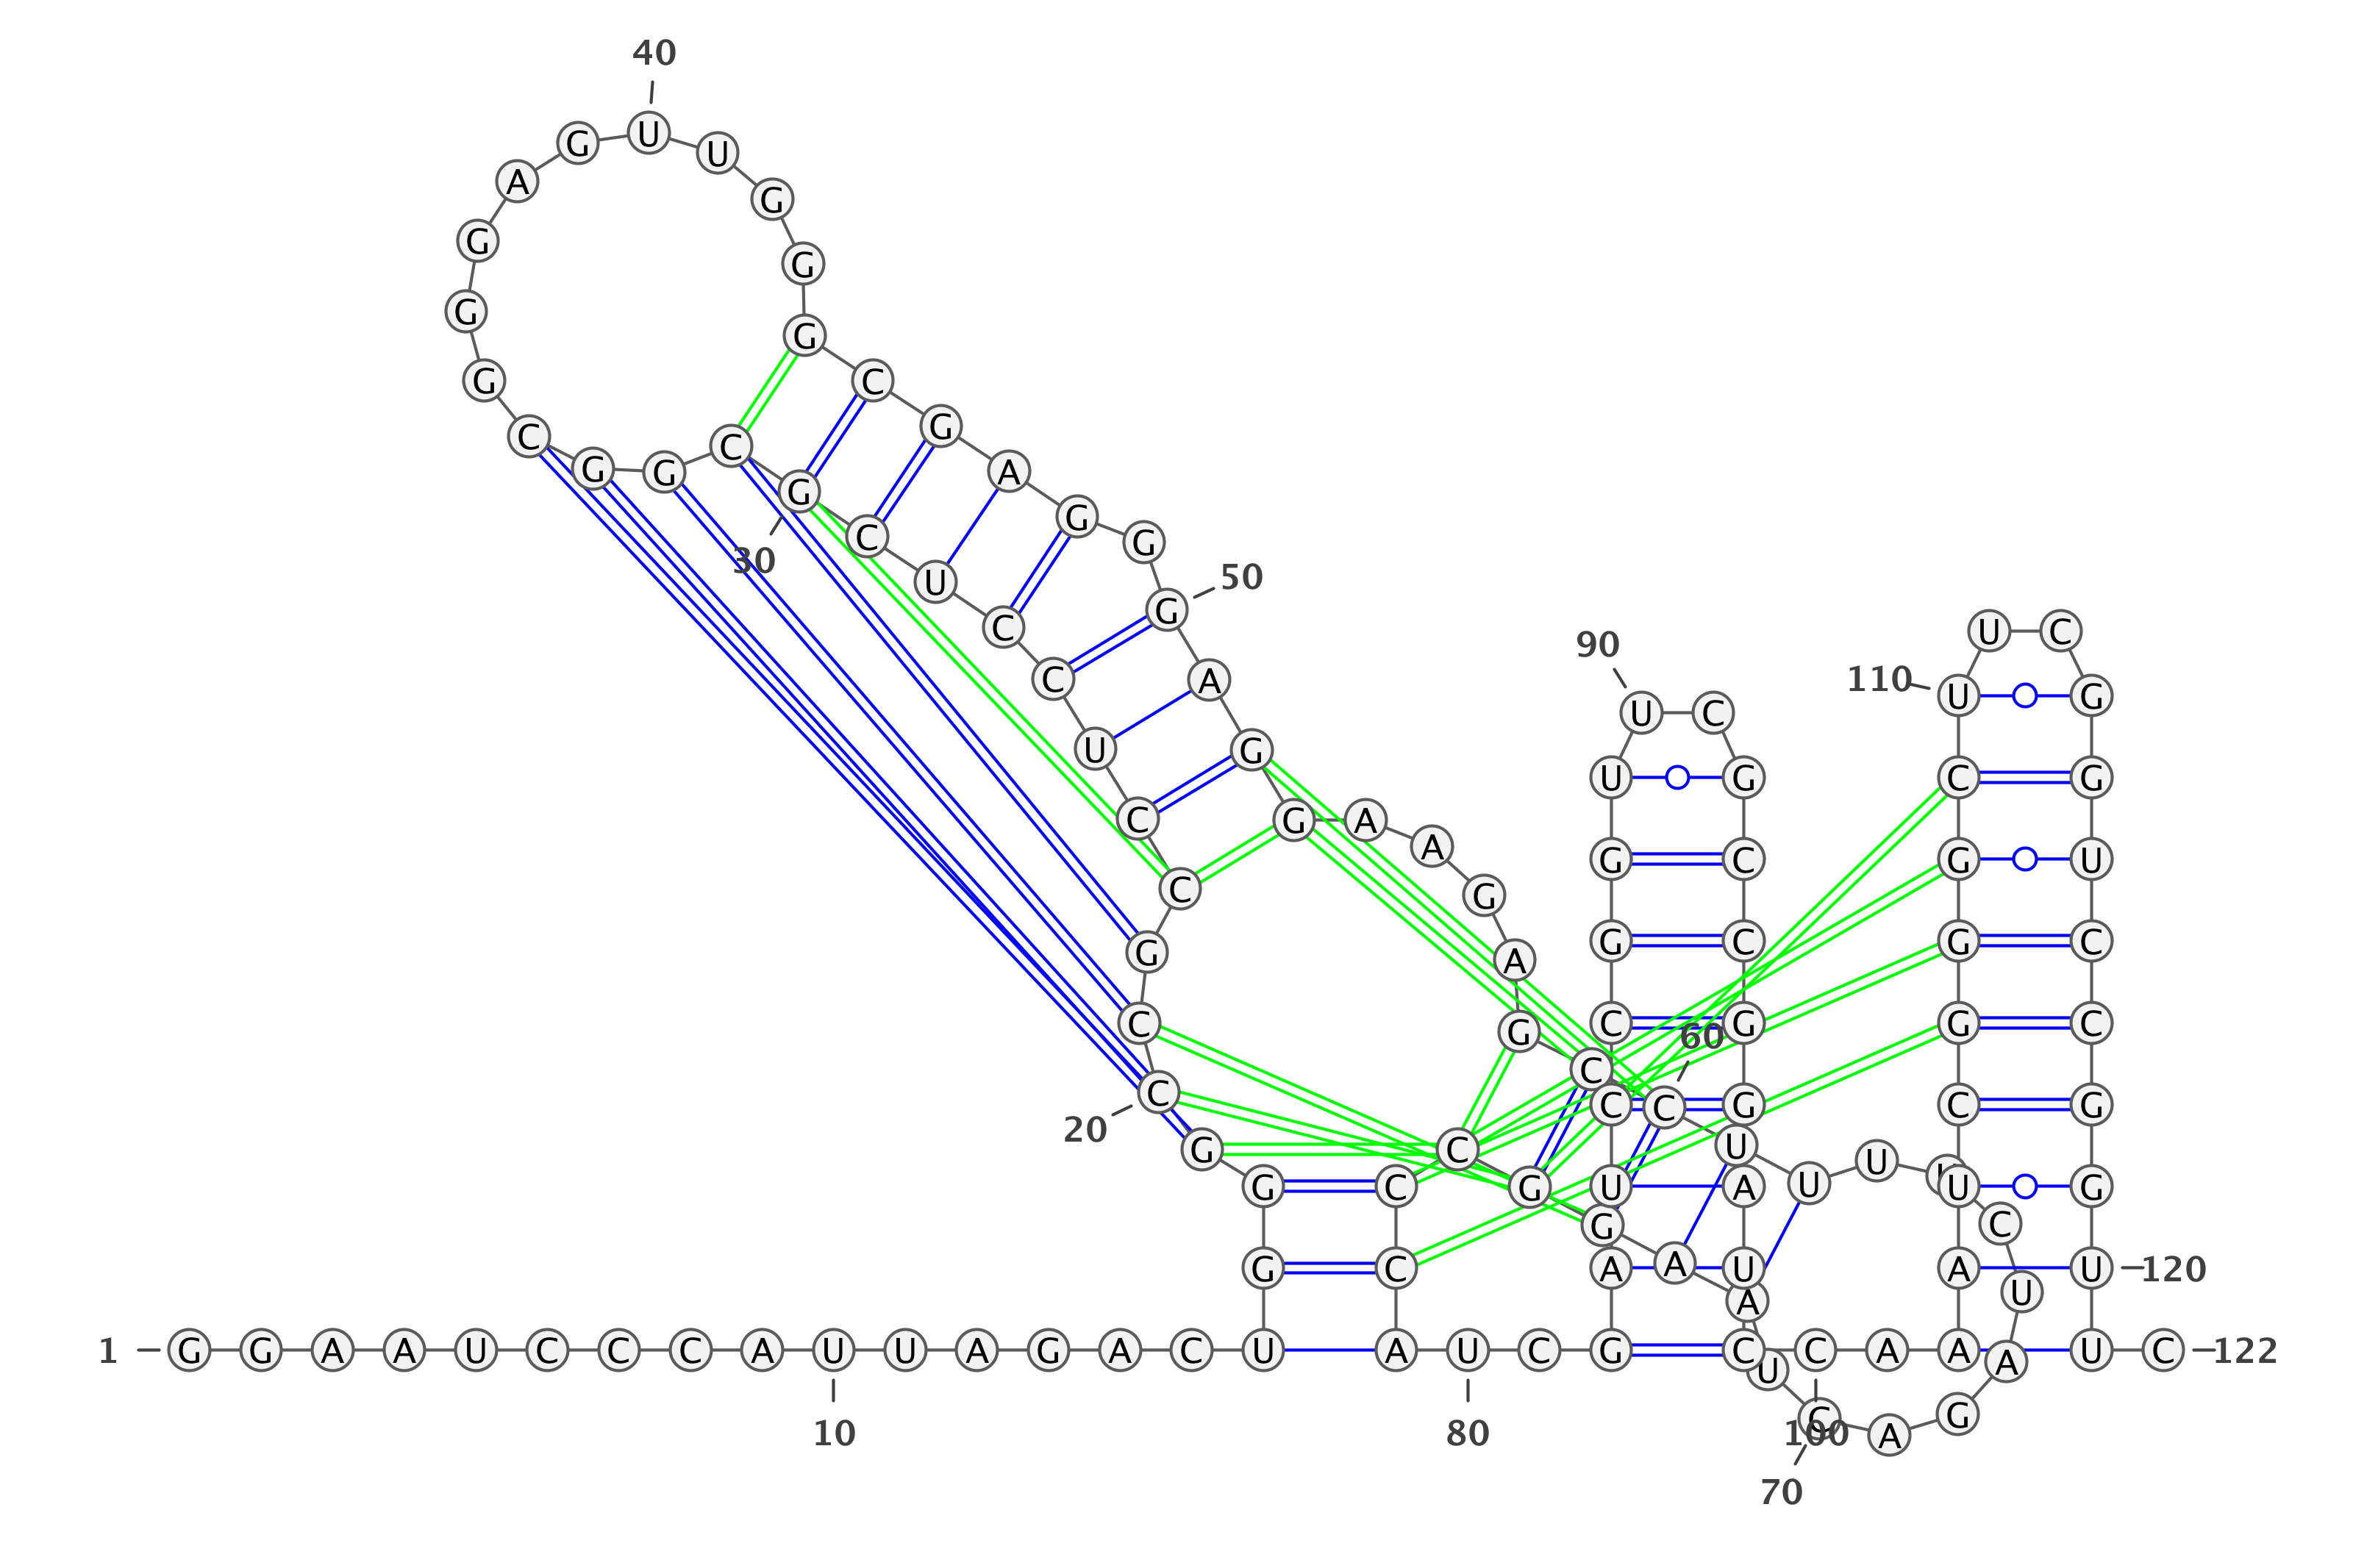 40
G U U
A G
G G
G G
G C
C C G
G G A
G G
C G
30 U 50
C G U C
90
C A 110 U G
U C
U G U G C G
C G A
A G C G U
C G
G A G C G C
C G C G G C
60
C
C C C G C G
20
G C U U
G C G U A U U G
G C
G C A A U A U 120
A U
1 G G A A U C C C A U U A G A C U A U C G C C A A A A U C 122
U
G A G
10 80 100
70